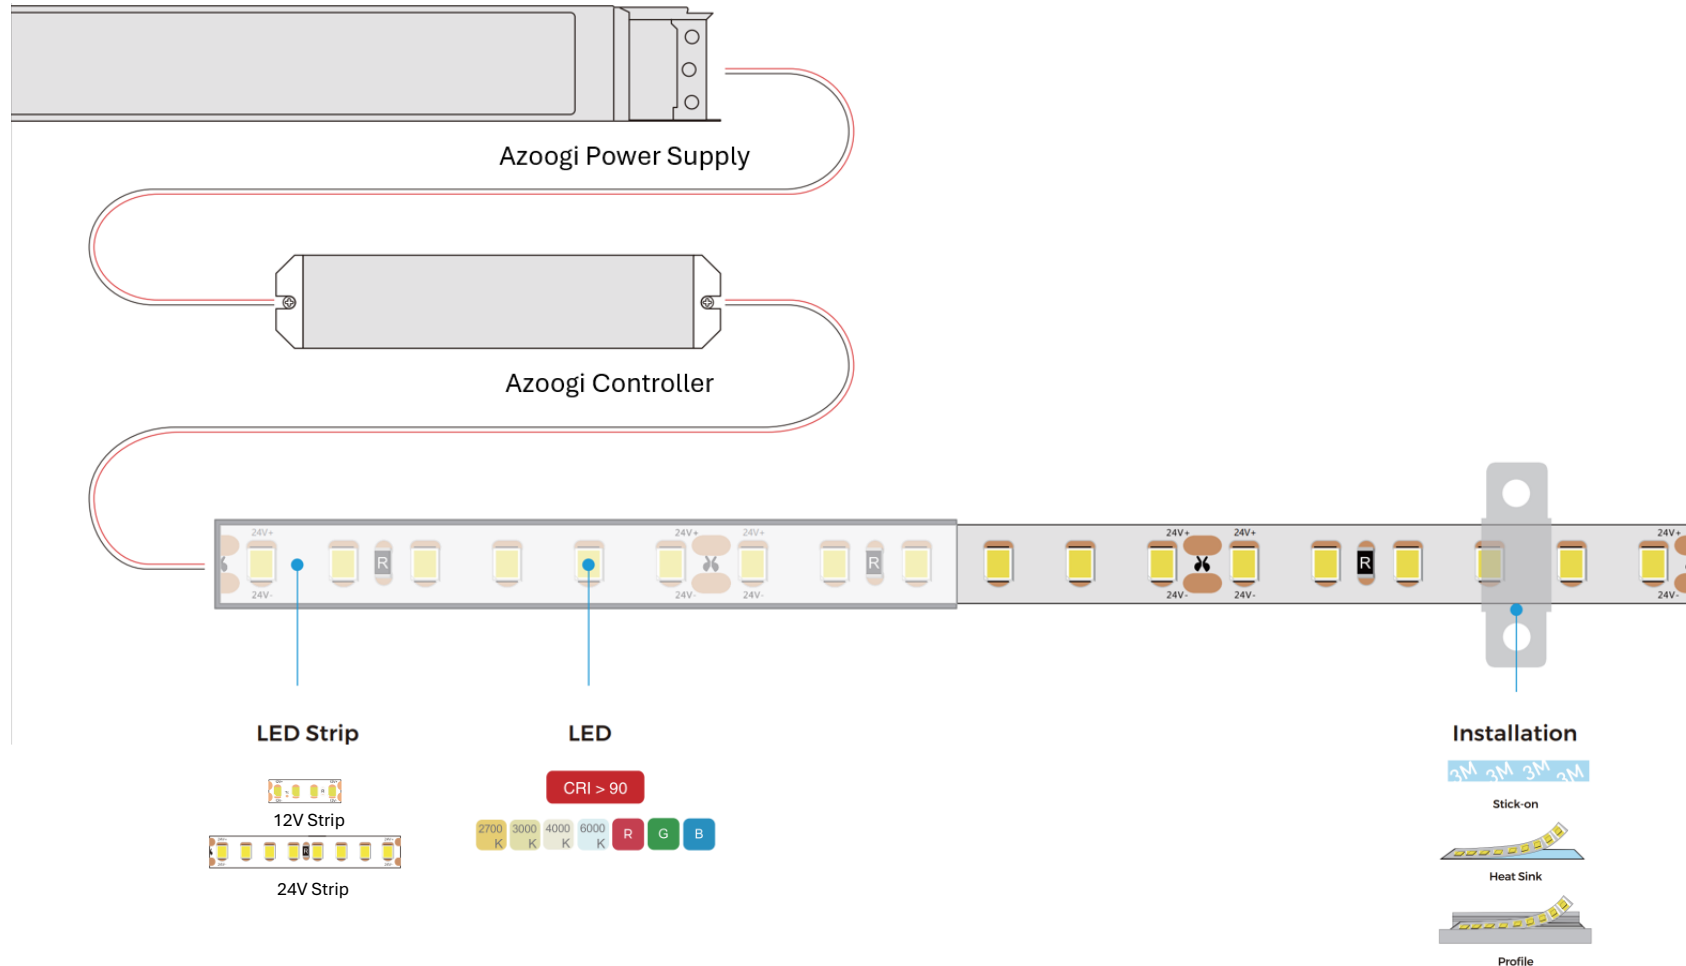 Azoogi Power Supply
Azoogi Controller
24V+ 24V+ 24V+ 24V+ 24V+ 24V+
R R R
24V- 24V- 24V- 24V- 24V- 24V-
LED Strip
LED
Installation
12V Strip
R
24V Strip
CRI > 90
2700 K
3000 K
4000 K
6000 K
R
G
B
3M 3M 3M 3M
Stick-on
Heat Sink
Profile